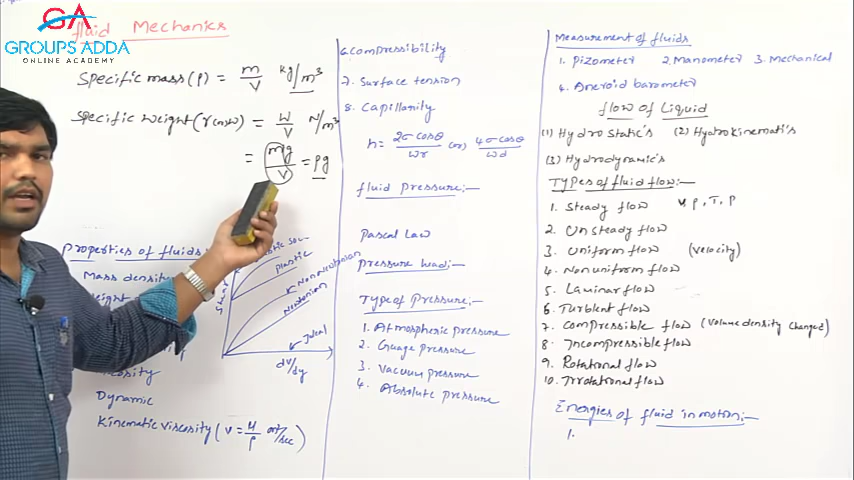 GA
GROUPS ADDA
ONLINE ACADEMY
fluid Mechanics
Specific mass (ρ) = m/V kg/m³
Specific weight (γ (or) w) = W/V N/m³
= mg/V = ρg
Properties of fluids:
Mass density
Viscosity
Dynamic
Kinematic viscosity ( ν = μ/ρ m²/sec )
Plastic
Non Newtonian
Newtonian
Ideal
dv/dy
6. Compressibility
7. Surface tension
8. Capillarity
h = 2σ cosθ/wr (or) 4σ cosθ/wd
fluid pressure:—
Pascal Law
Pressure head:—
Type of Pressure:—
1. Atmospheric pressure
2. Guage pressure
3. Vaccum pressure
4. Absolute pressure
Measurement of fluids
1. Pizometer 2. Manometer 3. Mechanical
4. Aneroid barometer
flow of Liquid
(1) Hydrostatic's (2) Hydrokinemati's
(3) Hydrodynamic's
Types of fluid flow:—
1. Steady flow
2. Unsteady flow
3. Uniform flow (velocity)
4. Nonuniform flow
5. Laminar flow
6. Turblent flow
7. Compressible flow (Volume density changed)
8. Incompressible flow
9. Rotational flow
10. Irrotational flow
Energies of fluid in motion:—
1.